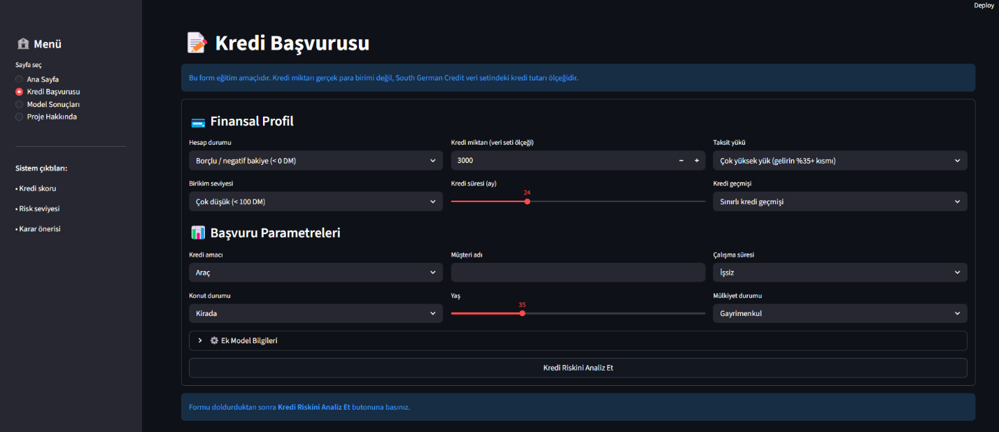 Deploy
Menü
Sayfa seç
Ana Sayfa
Kredi Başvurusu
Model Sonuçları
Proje Hakkında
Sistem çıktıları:
• Kredi skoru
• Risk seviyesi
• Karar önerisi
Kredi Başvurusu
Bu form eğitim amaçlıdır. Kredi miktarı gerçek para birimi değil, South German Credit veri setindeki kredi tutarı ölçeğidir.
Finansal Profil
Hesap durumu
Borçlu / negatif bakiye (< 0 DM)
Kredi miktarı (veri seti ölçeği)
3000
Taksit yükü
Çok yüksek yük (gelirin %35+ kısmı)
Birikim seviyesi
Çok düşük (< 100 DM)
Kredi süresi (ay)
24
Kredi geçmişi
Sınırlı kredi geçmişi
Başvuru Parametreleri
Kredi amacı
Araç
Müşteri adı
Çalışma süresi
İşsiz
Konut durumu
Kirada
Yaş
35
Mülkiyet durumu
Gayrimenkul
Ek Model Bilgileri
Kredi Riskini Analiz Et
Formu doldurduktan sonra Kredi Riskini Analiz Et butonuna basınız.